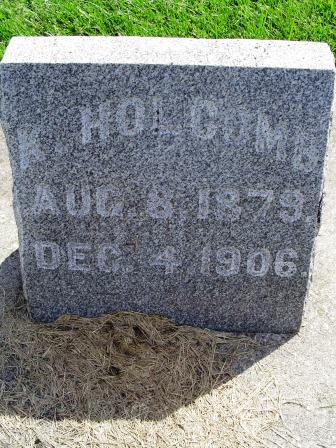 A. HOLCOMB
AUG. 8. 1879.
DEC. 4. 1906.